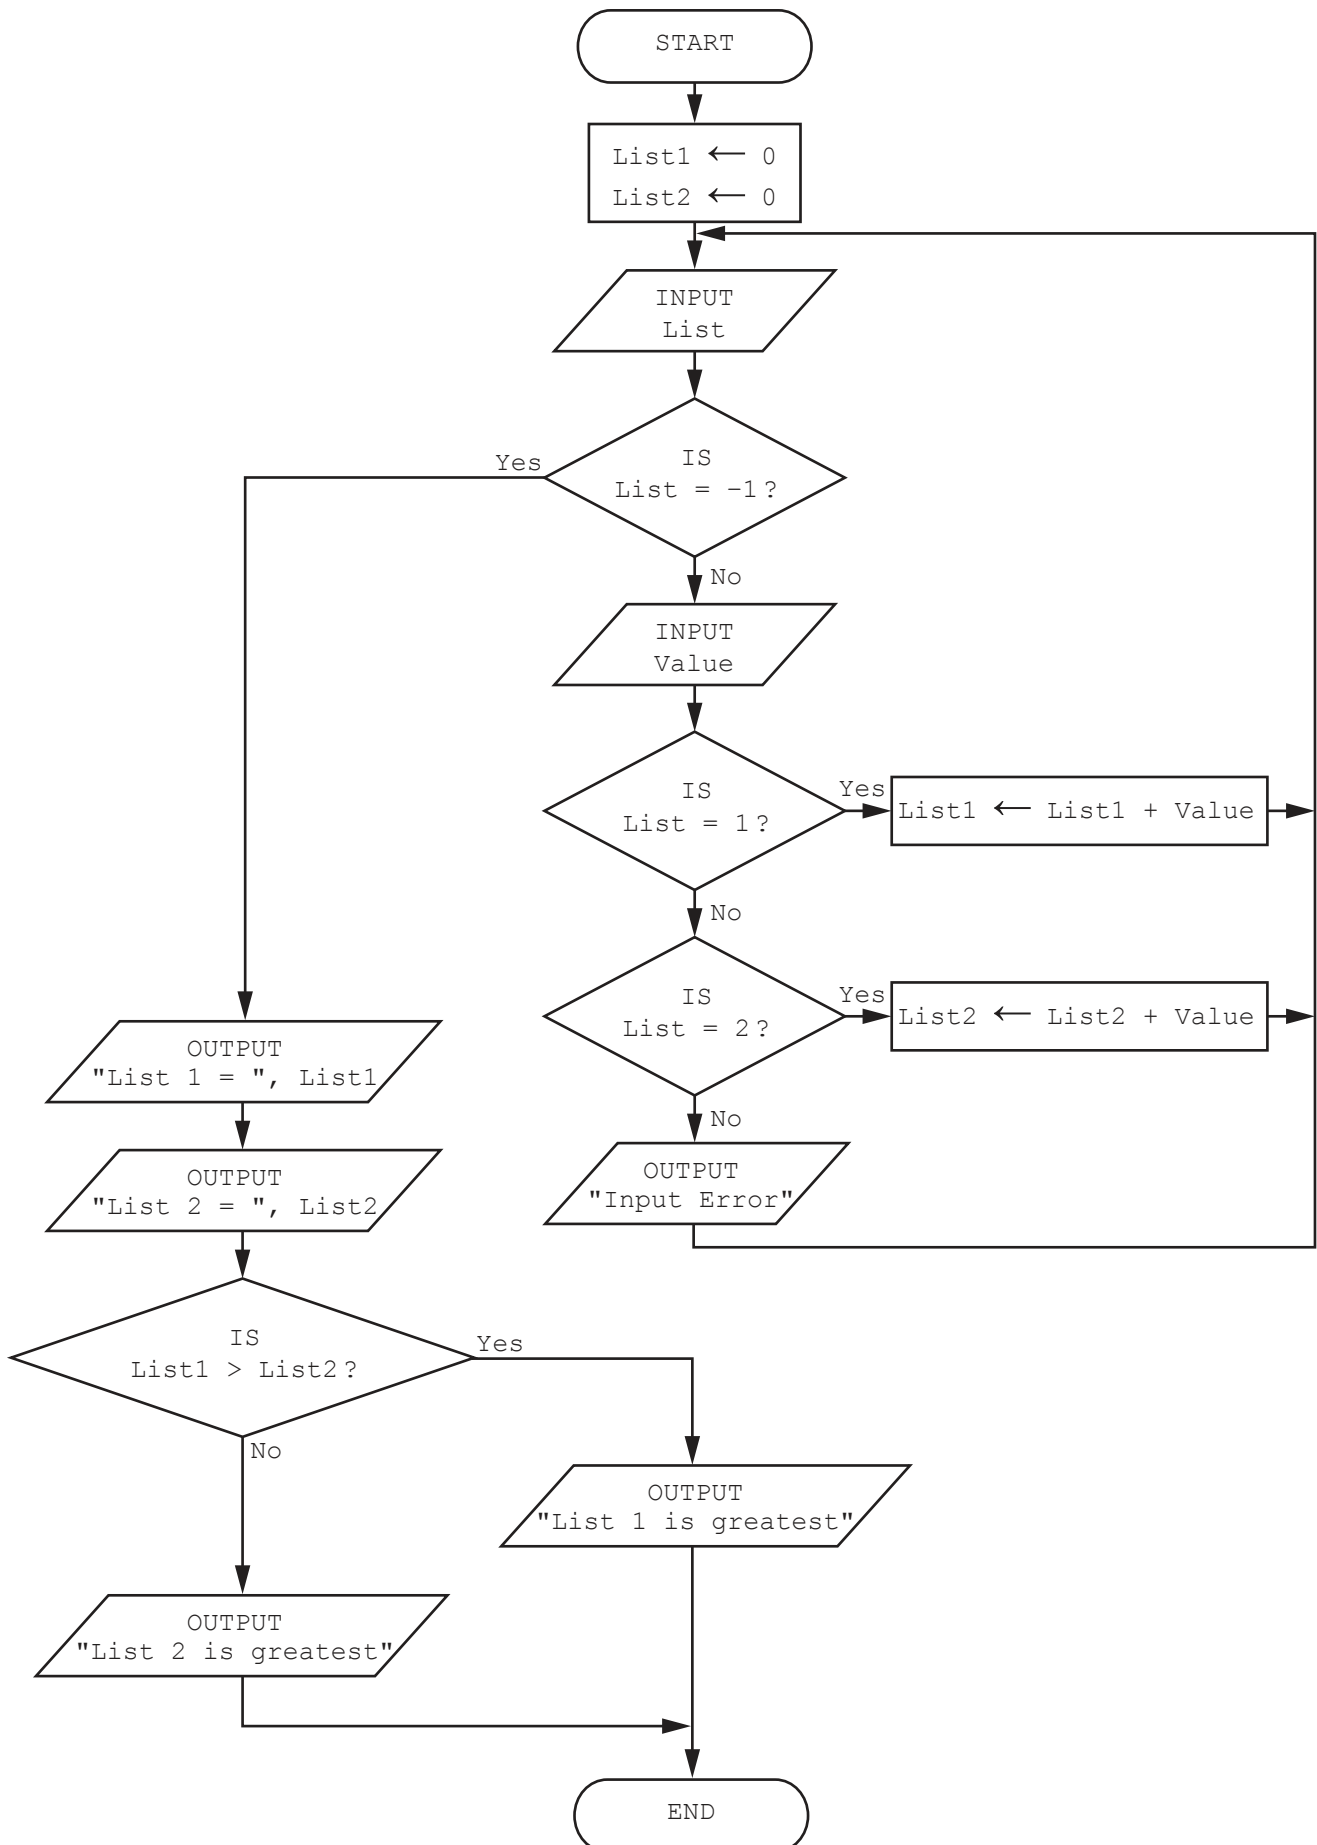 START
List1 ← 0
List2 ← 0
INPUT
List
Yes
IS
List = -1?
No
INPUT
Value
IS
List = 1?
Yes
List1 ← List1 + Value
No
IS
List = 2?
Yes
List2 ← List2 + Value
No
OUTPUT
"Input Error"
OUTPUT
"List 1 = ", List1
OUTPUT
"List 2 = ", List2
IS
List1 > List2?
Yes
No
OUTPUT
"List 1 is greatest"
OUTPUT
"List 2 is greatest"
END